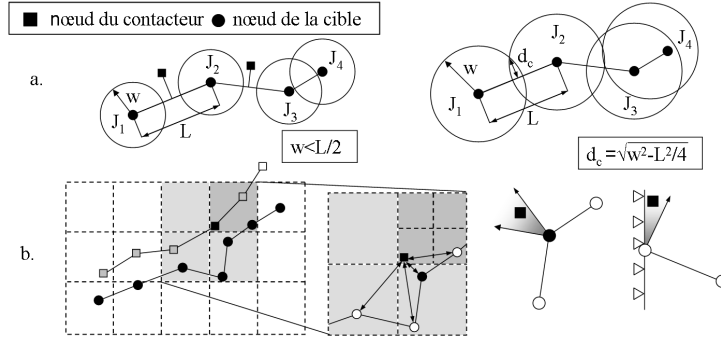 nœud du contacteur nœud de la cible
a.
J1
w
L
J2
J3
J4
w<L/2
J1
w
L
J2
dc
J3
J4
dc=√w²-L²/4
b.